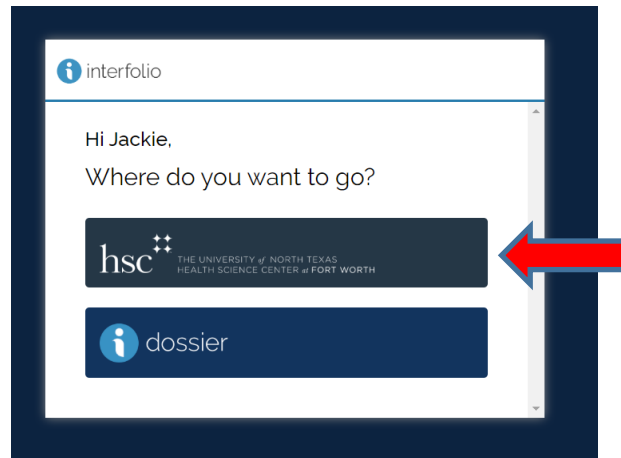 interfolio
Hi Jackie,
Where do you want to go?
hsc
THE UNIVERSITY of NORTH TEXAS
HEALTH SCIENCE CENTER at FORT WORTH
dossier